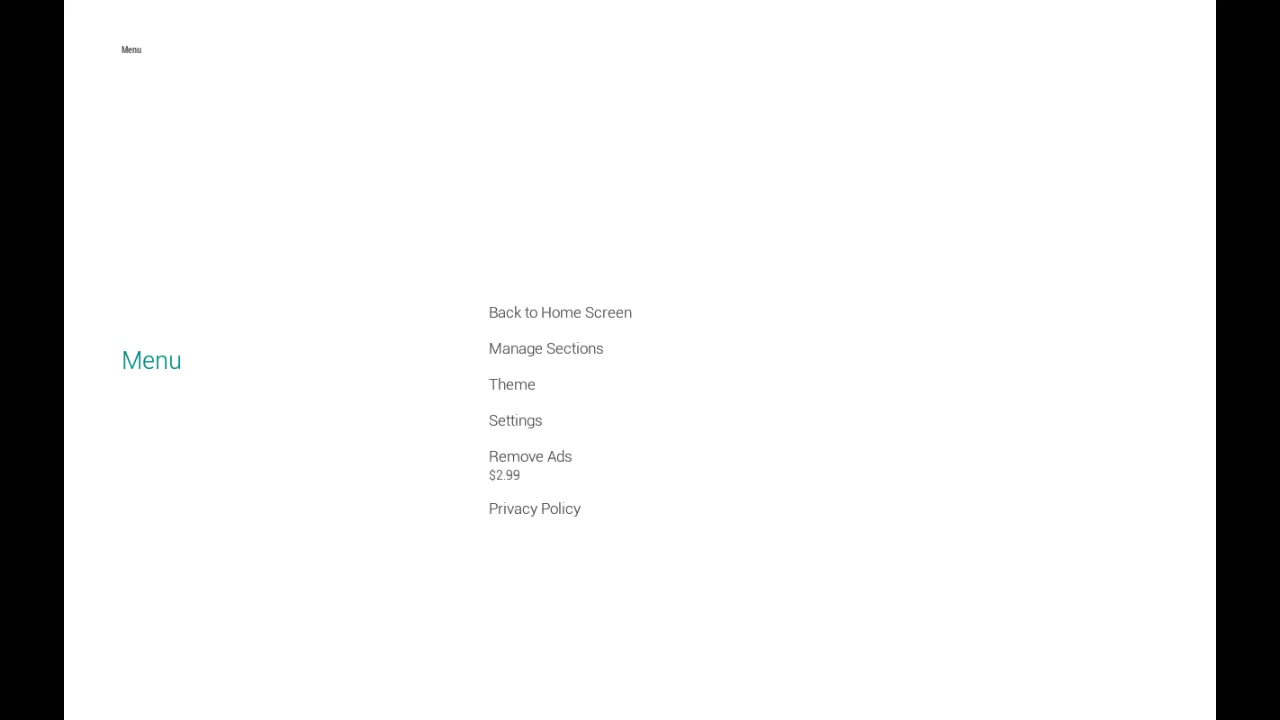 Menu
Menu
Back to Home Screen
Manage Sections
Theme
Settings
Remove Ads
$2.99
Privacy Policy